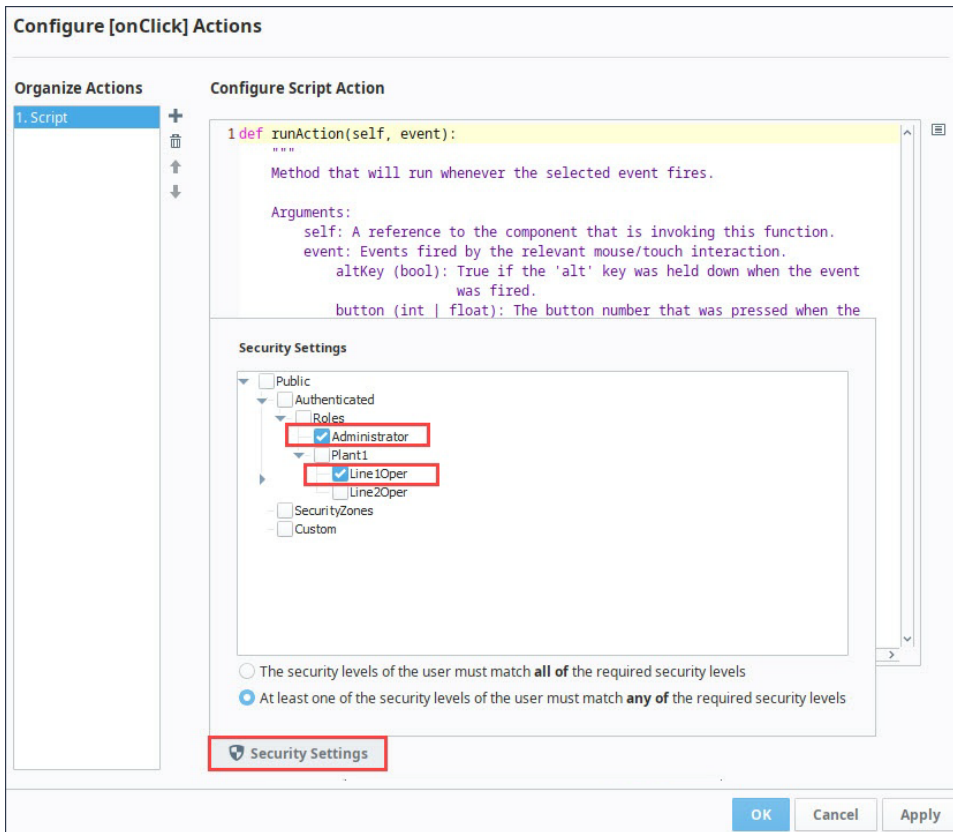 Configure [onClick] Actions
Organize Actions
Configure Script Action
1. Script
1 def runAction(self, event):
"""
Method that will run whenever the selected event fires.
Arguments:
self: A reference to the component that is invoking this function.
event: Events fired by the relevant mouse/touch interaction.
altKey (bool): True if the 'alt' key was held down when the event
was fired.
button (int | float): The button number that was pressed when the
Security Settings
Public
Authenticated
Roles
Administrator
Plant1
Line1Oper
Line2Oper
SecurityZones
Custom
The security levels of the user must match all of the required security levels
At least one of the security levels of the user must match any of the required security levels
Security Settings
OK
Cancel
Apply